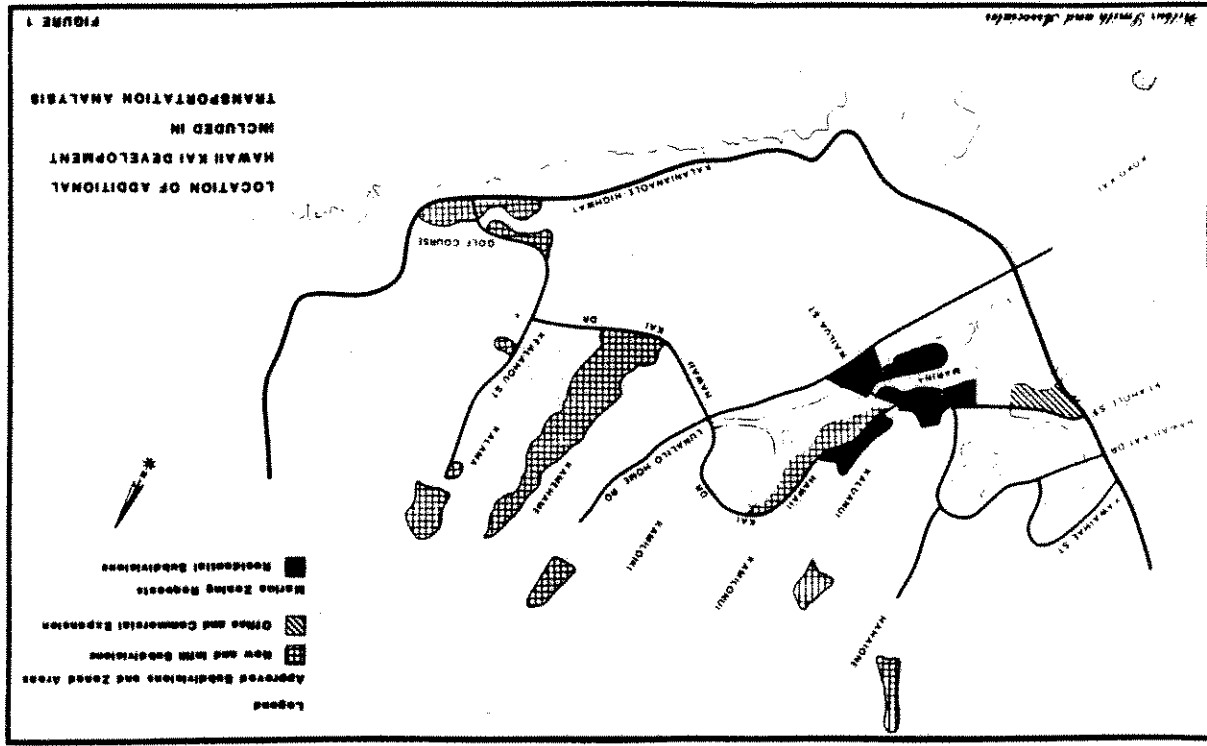 Legend
Approved Subdivisions and Zoned Areas
New and Infill Subdivisions
Office and Commercial Expansion
Marina Zoning Requests
Residential Subdivisions
N
HAHAIONE
KAWAIHAE ST
HAWAII KAI DR
KEAHOLE ST
KAMILONUI
KALUANUI
HAWAII
KAI
DR
KAMILOIKI
LUNALILO HOME RD
MARINA
KAMEHAME
KALAMA
KEALAHOU ST
HAWAII
KAI
DR
WAILUA ST
GOLF COURSE
KALANIANAOLE HIGHWAY
KOKO KAI
LOCATION OF ADDITIONAL
HAWAII KAI DEVELOPMENT
INCLUDED IN
TRANSPORTATION ANALYSIS
Wilbur Smith and Associates
FIGURE 1